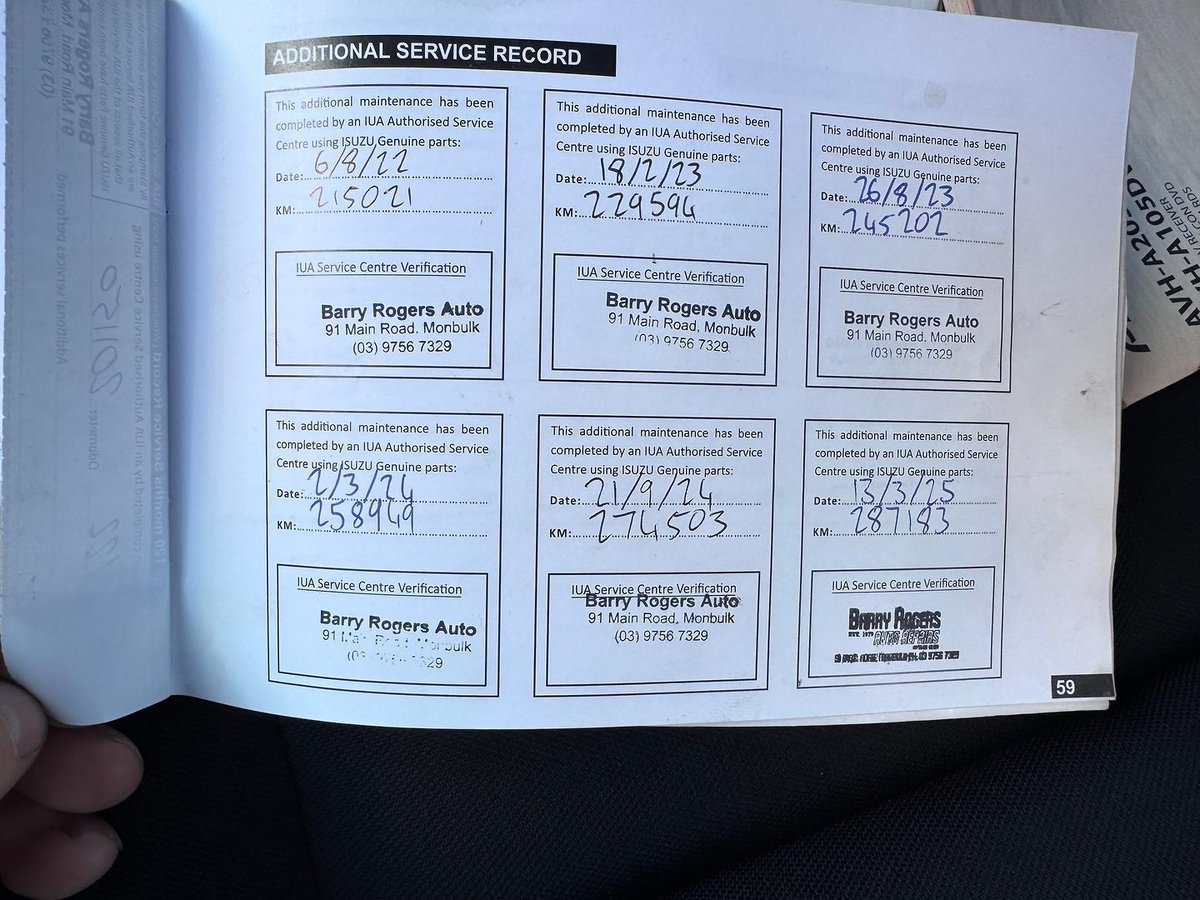 ADDITIONAL SERVICE RECORD
This additional maintenance has been
completed by an IUA Authorised Service
Centre using ISUZU Genuine parts:
Date: 6/8/22
KM: 215021
IUA Service Centre Verification
Barry Rogers Auto
91 Main Road, Monbulk
(03) 9756 7329
This additional maintenance has been
completed by an IUA Authorised Service
Centre using ISUZU Genuine parts:
Date: 18/2/23
KM: 229594
IUA Service Centre Verification
Barry Rogers Auto
91 Main Road, Monbulk
(03) 9756 7329
This additional maintenance has been
completed by an IUA Authorised Service
Centre using ISUZU Genuine parts:
Date: 26/8/23
KM: 245202
IUA Service Centre Verification
Barry Rogers Auto
91 Main Road, Monbulk
(03) 9756 7329
This additional maintenance has been
completed by an IUA Authorised Service
Centre using ISUZU Genuine parts:
Date: 2/3/24
KM: 258949
IUA Service Centre Verification
Barry Rogers Auto
91 Monbulk
(03 329
This additional maintenance has been
completed by an IUA Authorised Service
Centre using ISUZU Genuine parts:
Date: 21/9/24
KM: 274503
IUA Service Centre Verification
Barry Rogers Auto
91 Main Road, Monbulk
(03) 9756 7329
This additional maintenance has been
completed by an IUA Authorised Service
Centre using ISUZU Genuine parts:
Date: 13/3/25
KM: 287183
IUA Service Centre Verification
BARRY ROGERS
AUTO REPAIRS
03 9756 7329
59